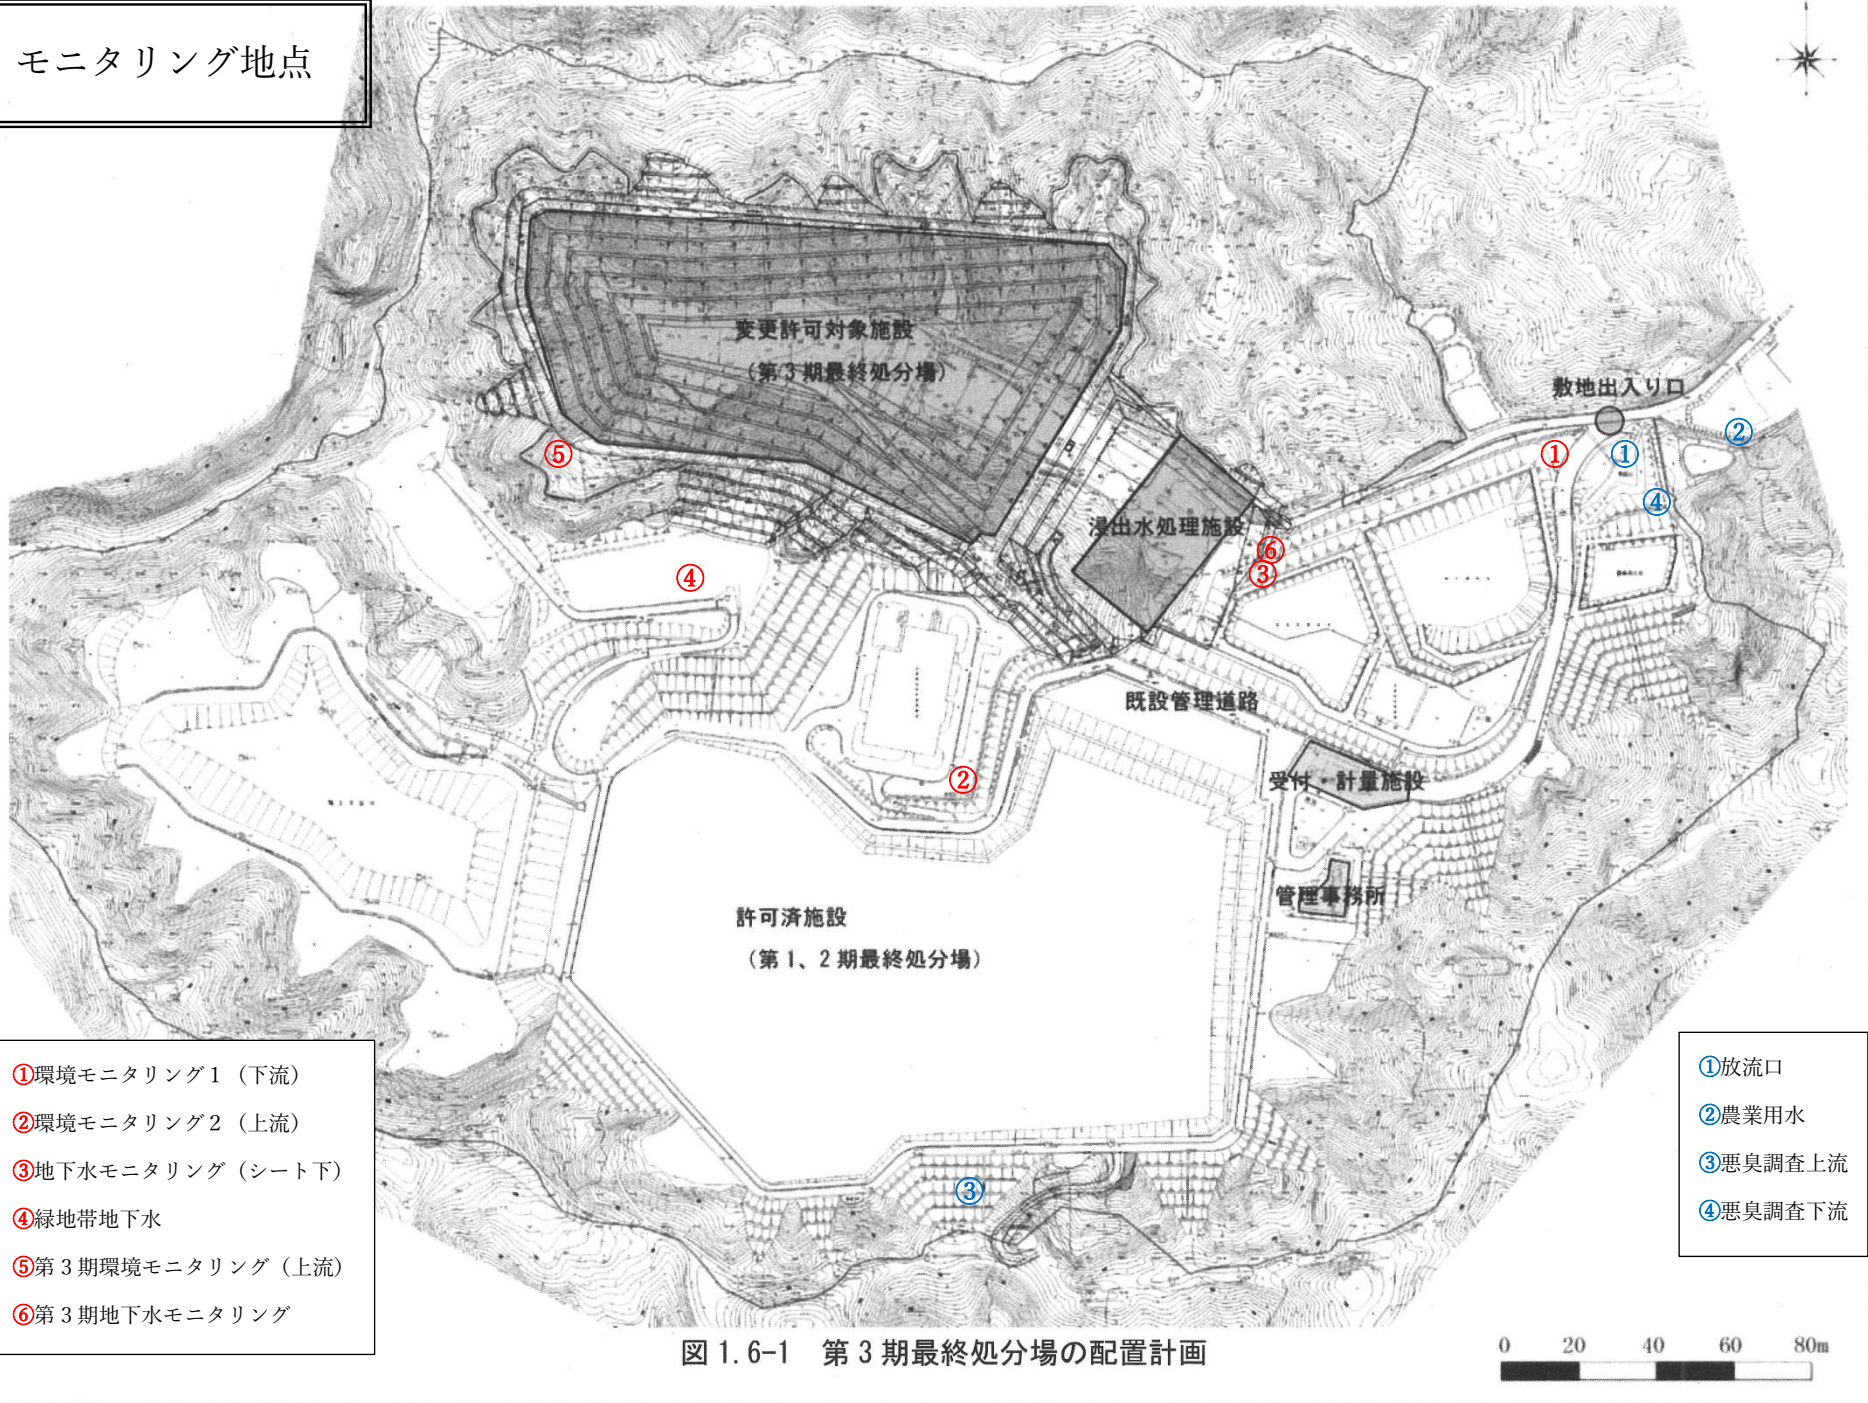 モニタリング地点
変更許可対象施設
（第３期最終処分場）
敷地出入り口
②
⑤
①
①
④
浸出水処理施設
⑥
④
③
既設管理道路
②
受付・計量施設
管理事務所
許可済施設
（第１、２期最終処分場）
③
①環境モニタリング１（下流）
②環境モニタリング２（上流）
③地下水モニタリング（シート下）
④緑地帯地下水
⑤第３期環境モニタリング（上流）
⑥第３期地下水モニタリング
①放流口
②農業用水
③悪臭調査上流
④悪臭調査下流
図 1.6-1　第３期最終処分場の配置計画
0 20 40 60 80m